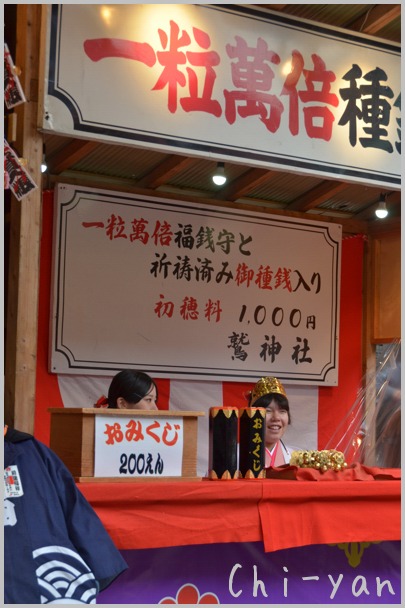 一粒萬倍種銭
一粒萬倍福銭守と
祈祷済み御種銭入り
初穂料 1,000円
鷲神社
おみくじ
200えん
おみくじ
Chi-yan